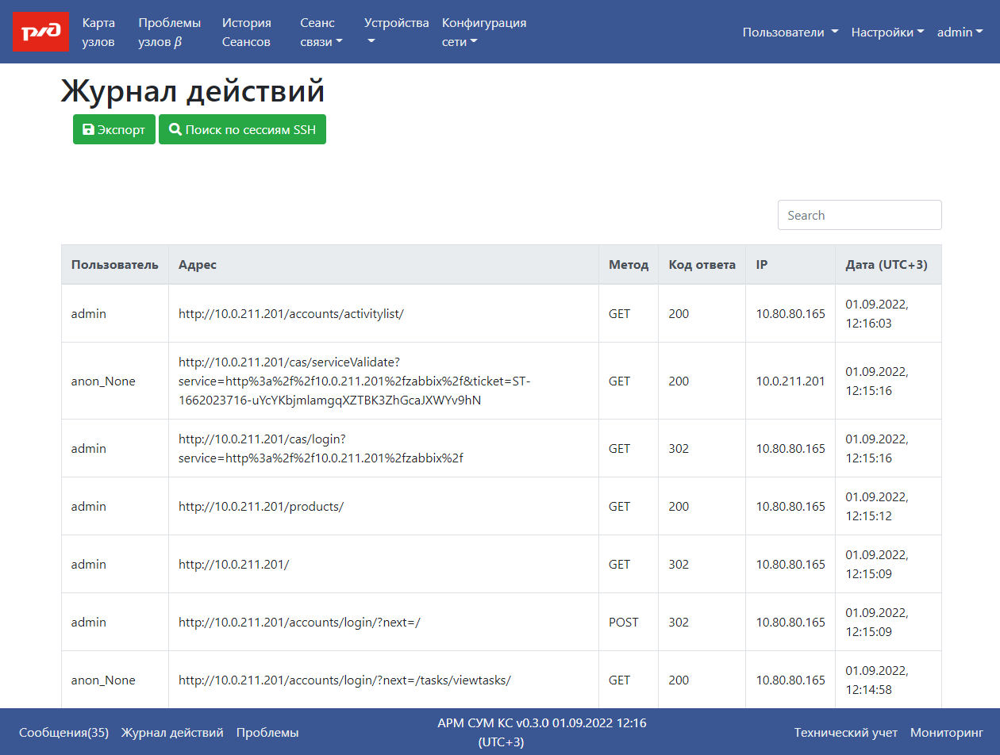 Карта узлов
Проблемы узлов β
История Сеансов
Сеанс связи
Устройства
Конфигурация сети
Пользователи
Настройки
admin
Журнал действий
Экспорт
Поиск по сессиям SSH
Search
Пользователь Адрес Метод Код ответа IP Дата (UTC+3)
admin http://10.0.211.201/accounts/activitylist/ GET 200 10.80.80.165 01.09.2022,
12:16:03
http://10.0.211.201/cas/serviceValidate?
anon_None service=http%3a%2f%2f10.0.211.201%2fzabbix%2f&ticket=ST- GET 200 10.0.211.201 01.09.2022,
12:15:16
1662023716-uYcYKbjmlamgqXZTBK3ZhGcaJXWYv9hN
http://10.0.211.201/cas/login?
admin service=http%3a%2f%2f10.0.211.201%2fzabbix%2f GET 302 10.80.80.165 01.09.2022,
12:15:16
admin http://10.0.211.201/products/ GET 200 10.80.80.165 01.09.2022,
12:15:12
admin http://10.0.211.201/ GET 302 10.80.80.165 01.09.2022,
12:15:09
admin http://10.0.211.201/accounts/login/?next=/ POST 302 10.80.80.165 01.09.2022,
12:15:09
anon_None http://10.0.211.201/accounts/login/?next=/tasks/viewtasks/ GET 200 10.80.80.165 01.09.2022,
12:14:58
Сообщения(35) Журнал действий Проблемы
АРМ СУМ КС v0.3.0 01.09.2022 12:16
(UTC+3)
Технический учет Мониторинг